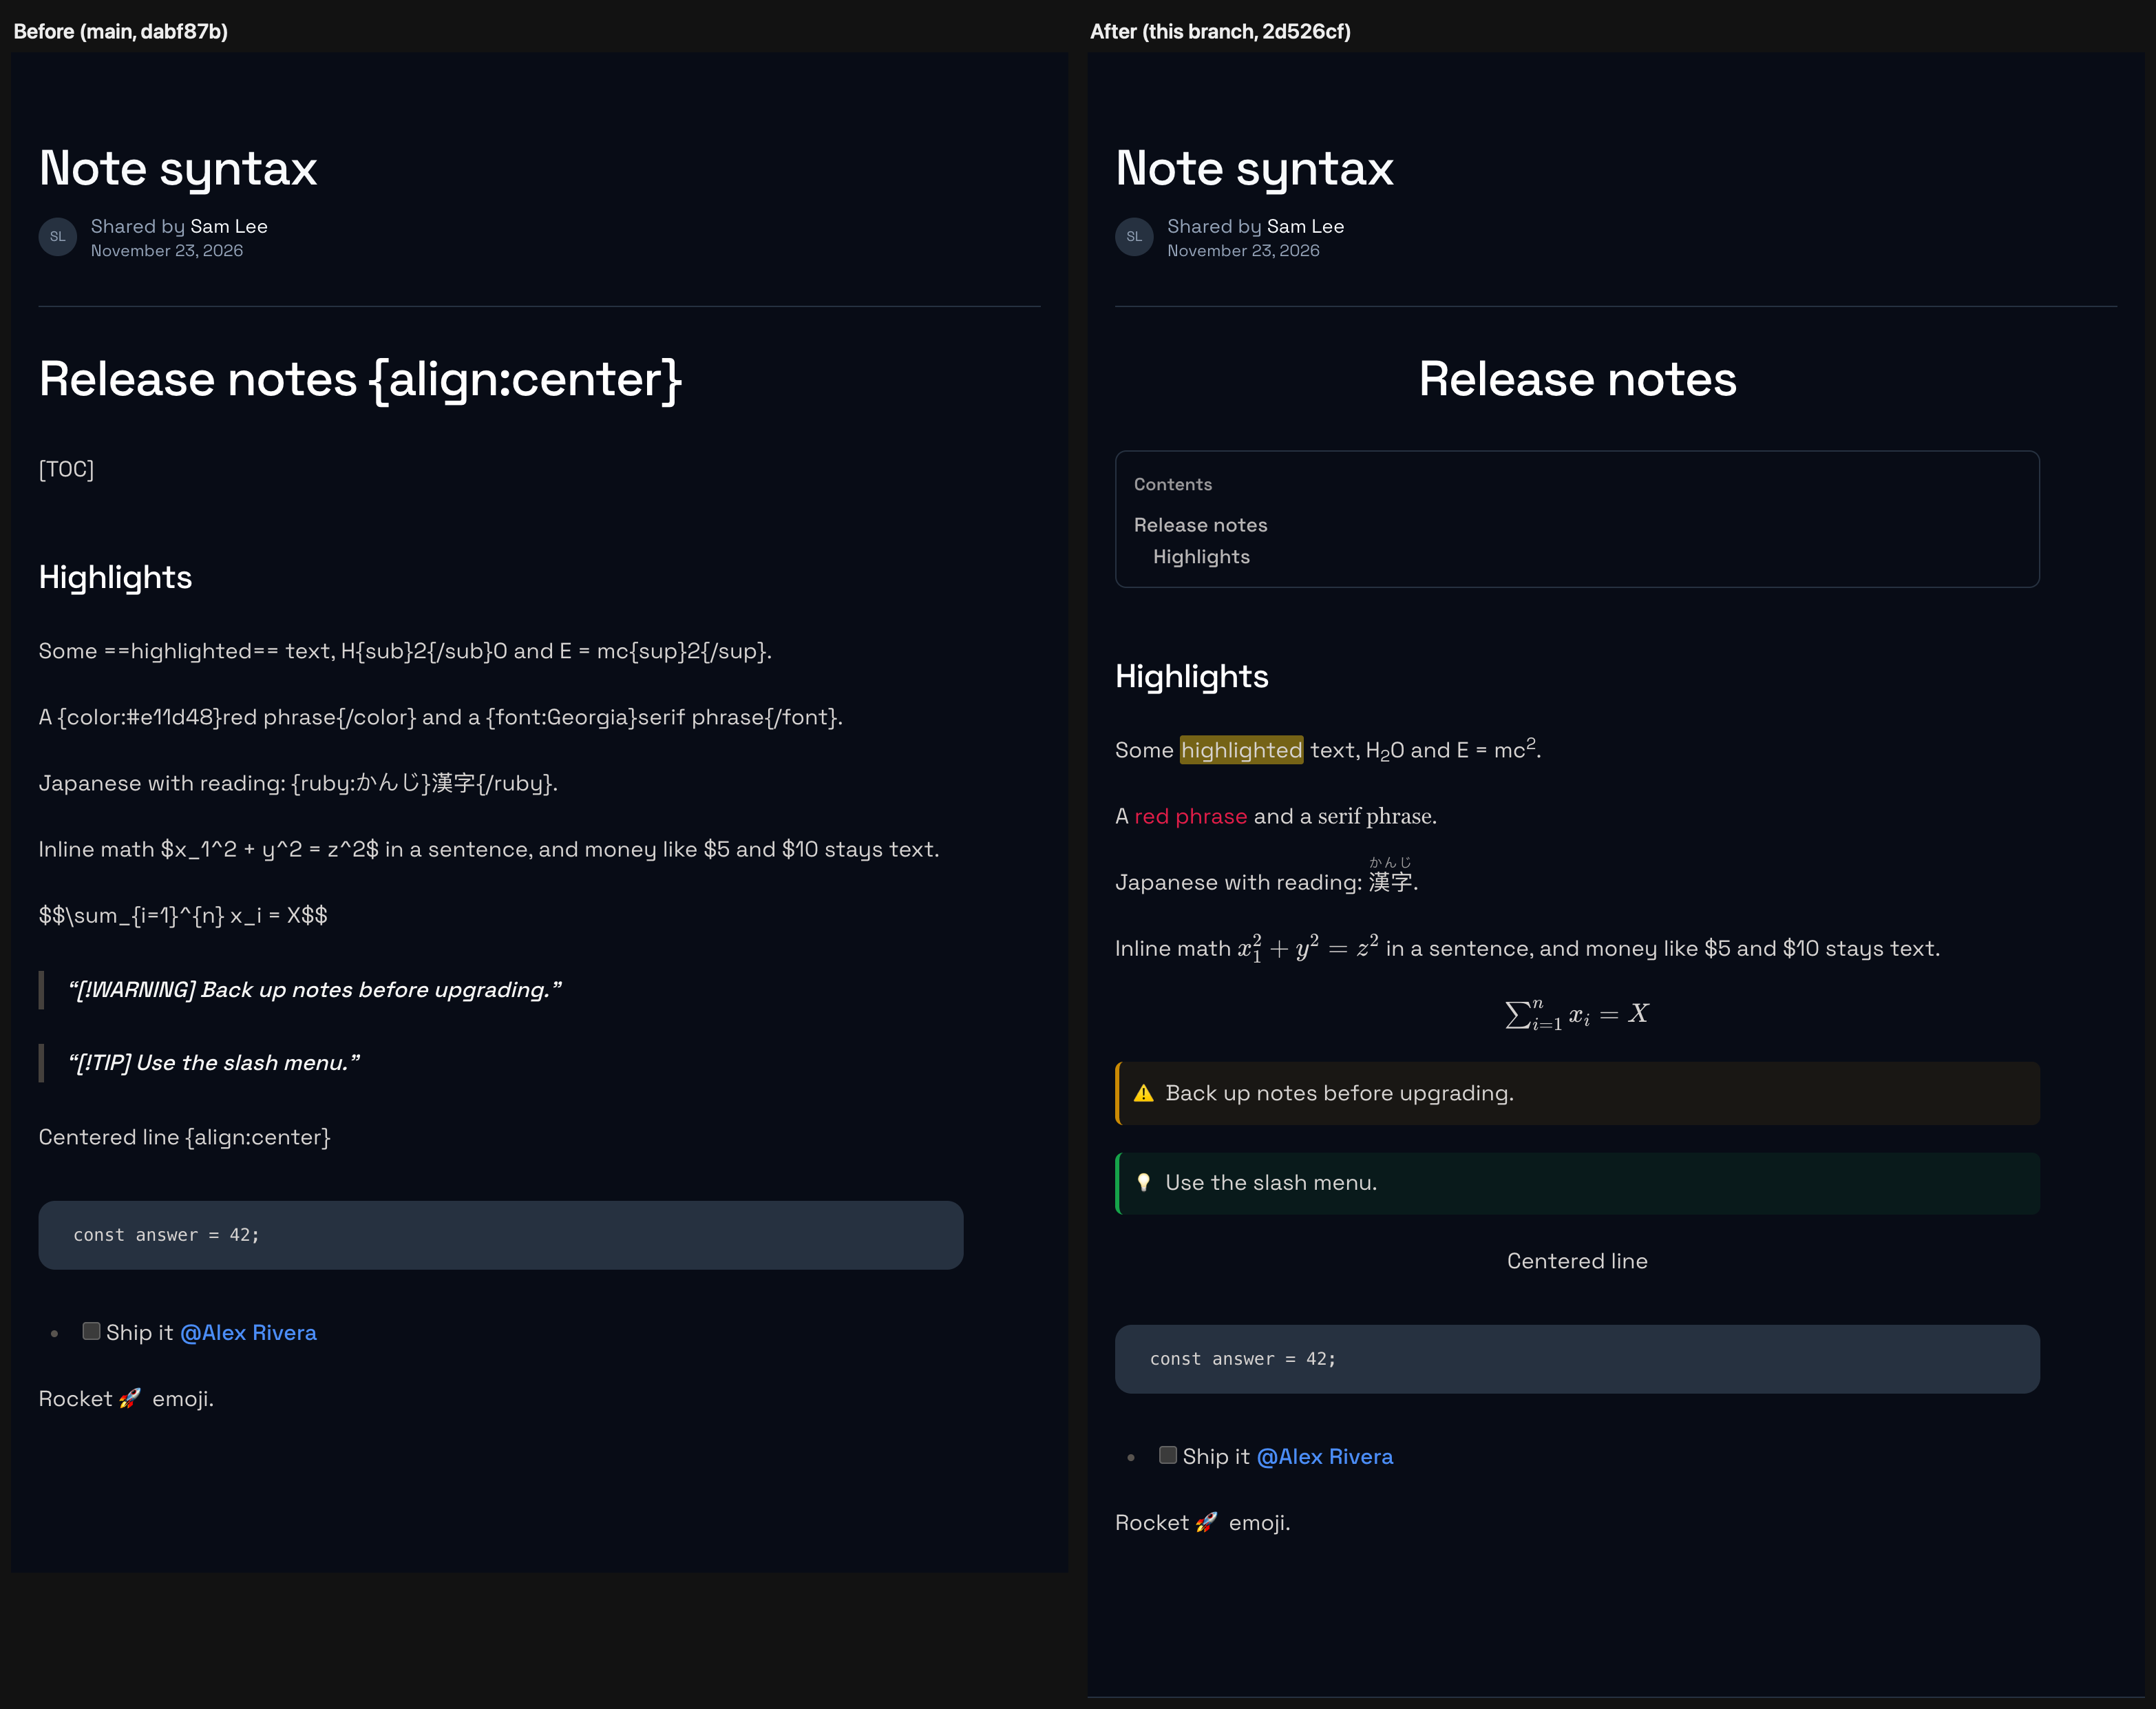 Before (main, dabf87b)
Note syntax
SL
Shared by Sam Lee
November 23, 2026
Release notes {align:center}
[TOC]
Highlights
Some ==highlighted== text, H{sub}2{/sub}O and E = mc{sup}2{/sup}.
A {color:#e11d48}red phrase{/color} and a {font:Georgia}serif phrase{/font}.
Japanese with reading: {ruby:かんじ}漢字{/ruby}.
Inline math $x_1^2 + y^2 = z^2$ in a sentence, and money like $5 and $10 stays text.
$$\sum_{i=1}^{n} x_i = X$$
“[!WARNING] Back up notes before upgrading.”
“[!TIP] Use the slash menu.”
Centered line {align:center}
const answer = 42;
Ship it @Alex Rivera
Rocket 🚀 emoji.
After (this branch, 2d526cf)
Note syntax
SL
Shared by Sam Lee
November 23, 2026
Release notes
Contents
Release notes
Highlights
Highlights
Some highlighted text, H₂O and E = mc².
A red phrase and a serif phrase.
かんじ
Japanese with reading: 漢字.
Inline math x₁² + y² = z² in a sentence, and money like $5 and $10 stays text.
∑ᵢ₌₁ⁿ xᵢ = X
⚠️ Back up notes before upgrading.
💡 Use the slash menu.
Centered line
const answer = 42;
Ship it @Alex Rivera
Rocket 🚀 emoji.